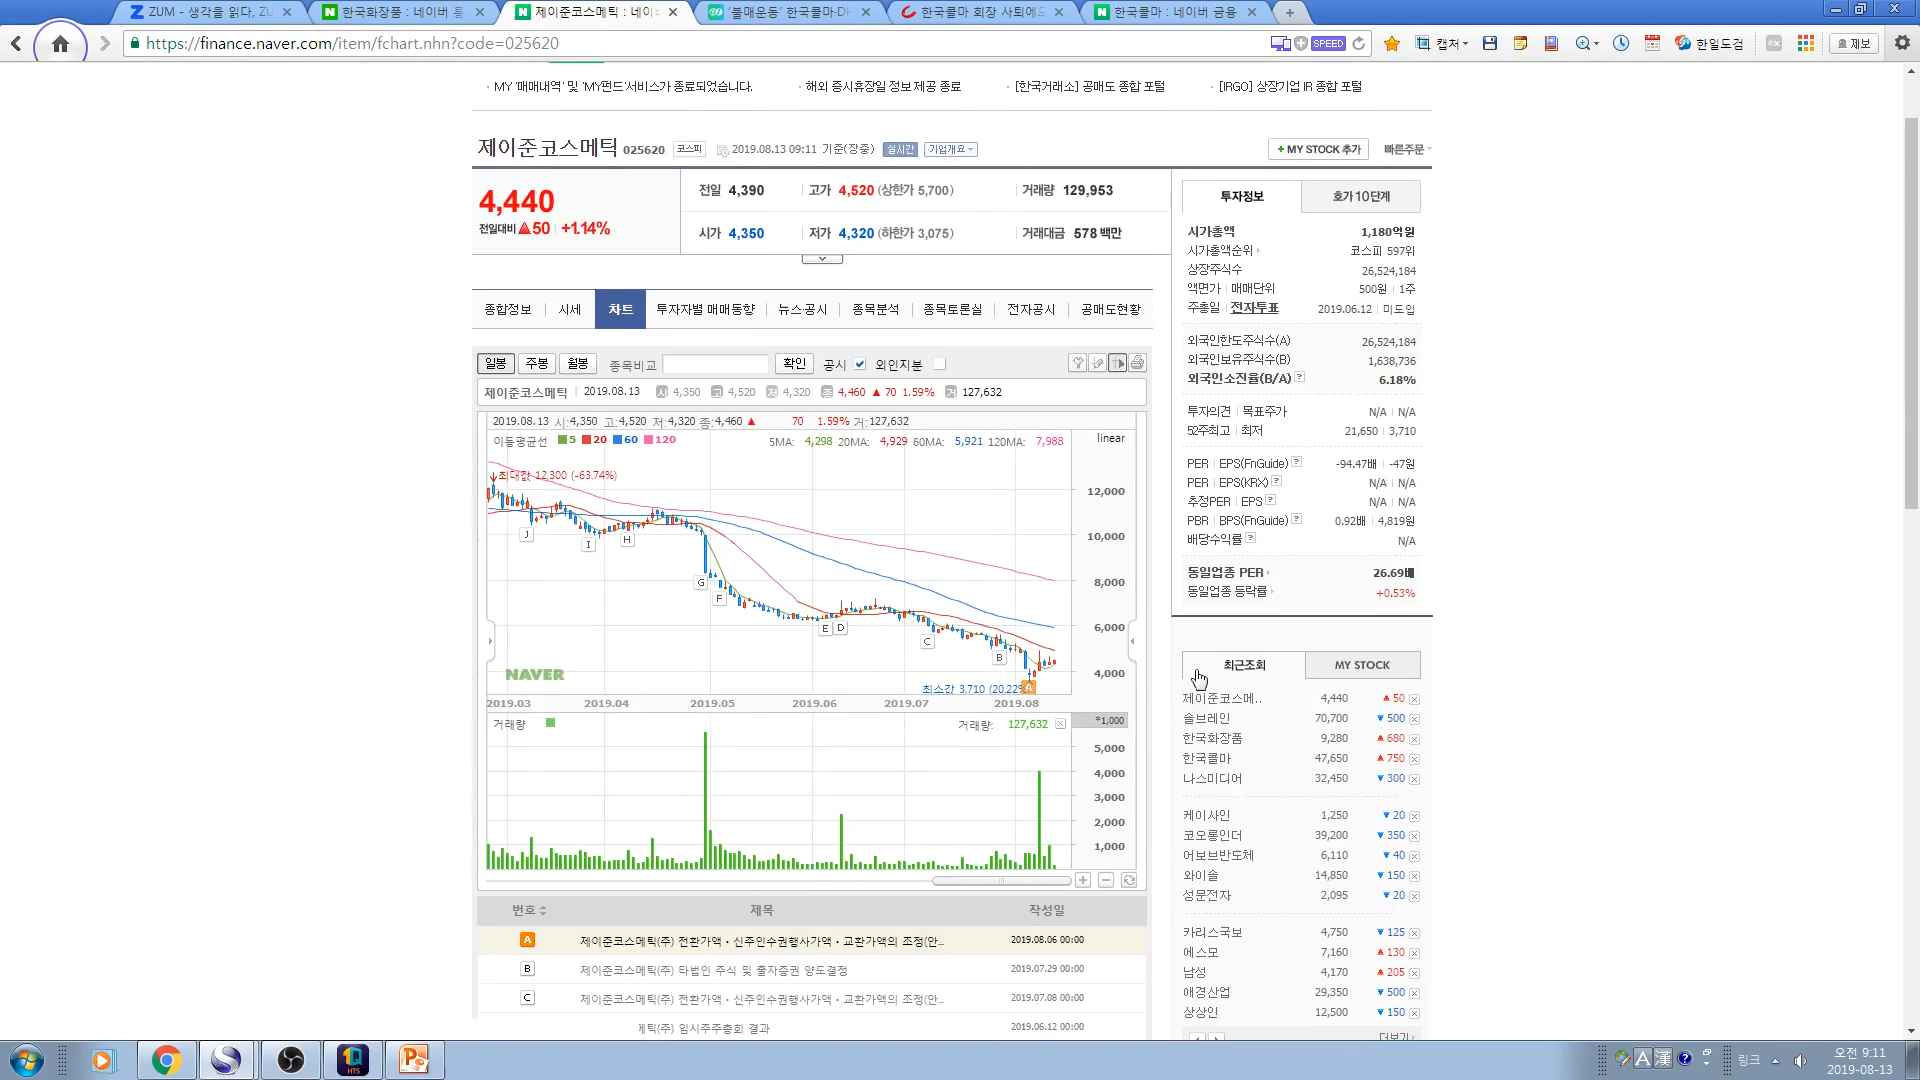 ZUM - 생각을 읽다, ZU
한국화장품 : 네이버 통
제이준코스메틱 : 네이
'불매운동' 한국콜마·DH
한국콜마 회장 사퇴에도
한국콜마 : 네이버 금융
https://finance.naver.com/item/fchart.nhn?code=025620
SPEED
캡처
한일도검
제보
· MY '매매내역' 및 'MY펀드'서비스가 종료되었습니다.
· 해외 증시휴장일 정보 제공 종료
· [한국거래소] 공매도 종합 포털
· [IRGO] 상장기업 IR 종합 포털
제이준코스메틱 025620 코스피 2019.08.13 09:11 기준(장중) 실시간 기업개요
+ MY STOCK 추가 빠른주문
4,440
전일대비 ▲50 +1.14%
전일 4,390 고가 4,520 (상한가 5,700) 거래량 129,953
시가 4,350 저가 4,320 (하한가 3,075) 거래대금 578 백만
종합정보 시세 차트 투자자별 매매동향 뉴스·공시 종목분석 종목토론실 전자공시 공매도현황
일봉 주봉 월봉 종목비교 확인 공시 외인지분
제이준코스메틱 2019.08.13 시 4,350 고 4,520 저 4,320 종 4,460 ▲ 70 1.59% 거 127,632
2019.08.13 시:4,350 고:4,520 저:4,320 종:4,460 ▲ 70 1.59% 거:127,632
이동평균선 5 20 60 120 5MA: 4,298 20MA: 4,929 60MA: 5,921 120MA: 7,988 linear
최대값 12,300 (-63.74%)
12,000
10,000
8,000
6,000
4,000
J I H G F E D C B A
NAVER
최소값 3,710 (20.22%
2019.03 2019.04 2019.05 2019.06 2019.07 2019.08
거래량 거래량: 127,632 *1,000
5,000
4,000
3,000
2,000
1,000
번호 제목 작성일
A 제이준코스메틱(주) 전환가액·신주인수권행사가액·교환가액의 조정(안... 2019.08.06 00:00
B 제이준코스메틱(주) 타법인 주식 및 출자증권 양도결정 2019.07.29 00:00
C 제이준코스메틱(주) 전환가액·신주인수권행사가액·교환가액의 조정(안... 2019.07.08 00:00
메틱(주) 임시주주총회 결과 2019.06.12 00:00
투자정보 호가 10단계
시가총액 1,180억원
시가총액순위 코스피 597위
상장주식수 26,524,184
액면가 매매단위 500원 1주
주총일 전자투표 2019.06.12 미도입
외국인한도주식수(A) 26,524,184
외국인보유주식수(B) 1,638,736
외국인소진율(B/A) ? 6.18%
투자의견 목표주가 N/A N/A
52주최고 최저 21,650 3,710
PER EPS(FnGuide) ? -94.47배 -47원
PER EPS(KRX) ? N/A N/A
추정PER EPS ? N/A N/A
PBR BPS(FnGuide) ? 0.92배 4,819원
배당수익률 ? N/A
동일업종 PER 26.69배
동일업종 등락률 +0.53%
최근조회 MY STOCK
제이준코스메.. 4,440 ▲ 50
솔브레인 70,700 ▼ 500
한국화장품 9,280 ▲ 680
한국콜마 47,650 ▲ 750
나스미디어 32,450 ▼ 300
케이사인 1,250 ▼ 20
코오롱인더 39,200 ▼ 350
어보브반도체 6,110 ▼ 40
와이솔 14,850 ▼ 150
성문전자 2,095 ▼ 20
카리스국보 4,750 ▼ 125
에스모 7,160 ▲ 130
남성 4,170 ▲ 205
애경산업 29,350 ▼ 500
상상인 12,500 ▼ 150
더보기
HTS
A 漢
링크
오전 9:11
2019-08-13